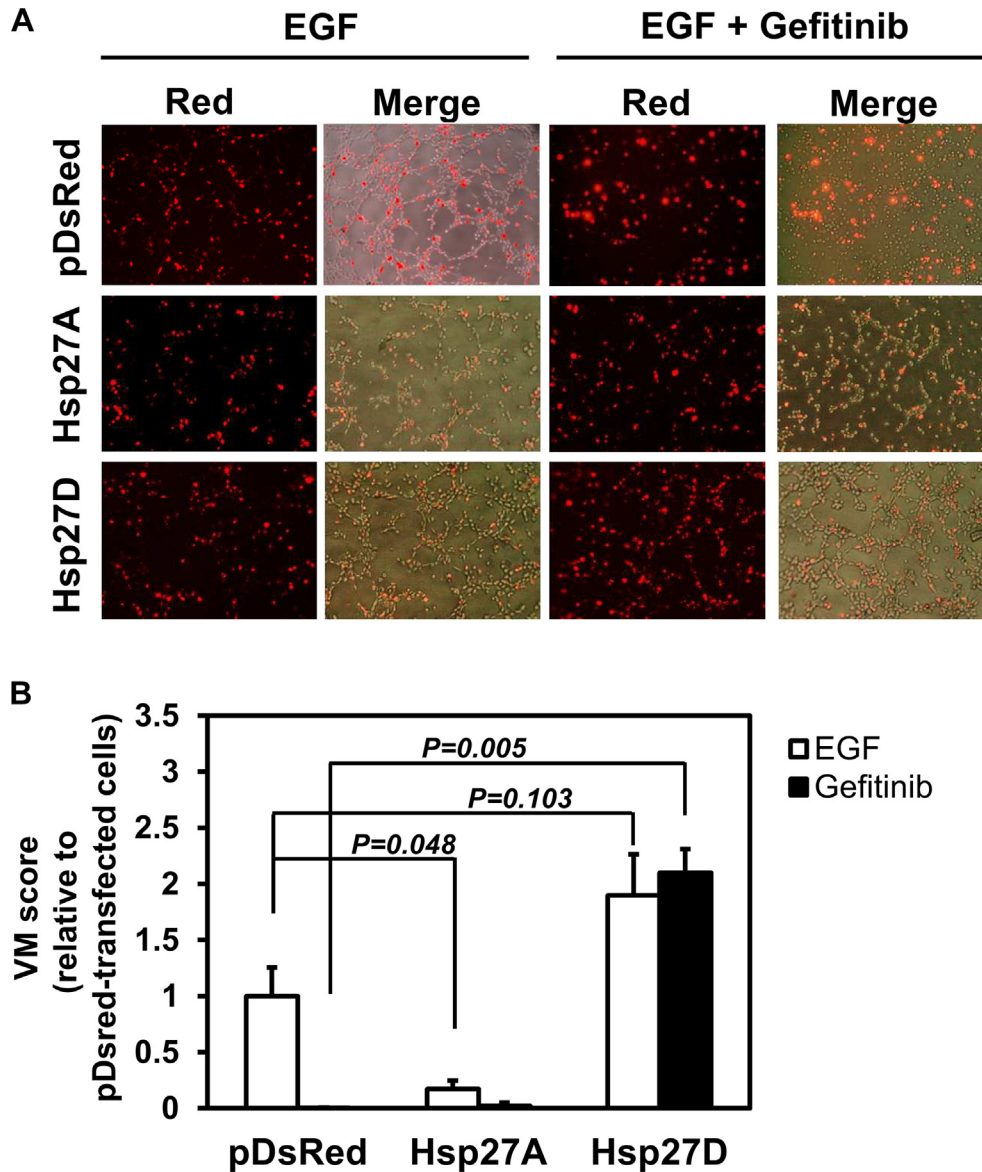 A
EGF
EGF + Gefitinib
Red
Merge
Red
Merge
pDsRed
Hsp27A
Hsp27D
B
VM score
(relative to
pDsred-transfected cells)
3.5
3
2.5
2
1.5
1
0.5
0
P=0.005
P=0.103
P=0.048
EGF
Gefitinib
pDsRed
Hsp27A
Hsp27D